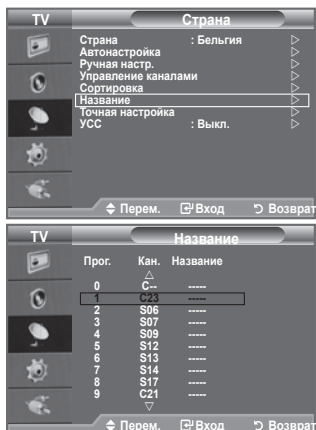 TV Страна
Страна : Бельгия
Автонастройка
Ручная настр.
Управление каналами
Сортировка
Название
Точная настройка
УСС : Выкл.
Перем. Вход Возврат
TV Название
Прог. Кан. Название
0 C-- -----
1 C23 -----
2 S06 -----
3 S07 -----
4 S09 -----
5 S12 -----
6 S13 -----
7 S14 -----
8 S17 -----
9 C21 -----
Перем. Вход Возврат